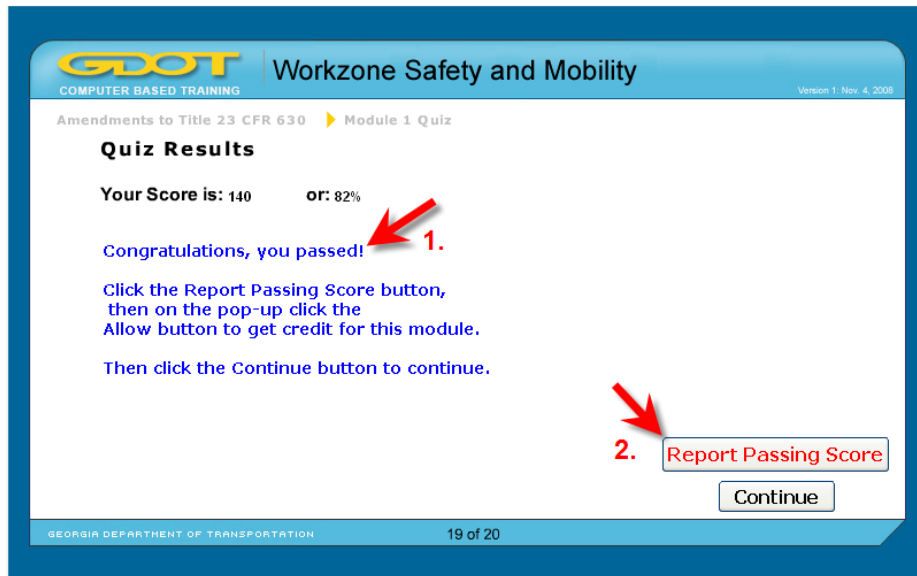 GDOT
COMPUTER BASED TRAINING
Workzone Safety and Mobility
Version 1: Nov. 4, 2008
Amendments to Title 23 CFR 630 Module 1 Quiz
Quiz Results
Your Score is: 140 or: 82%
1.
Congratulations, you passed!
Click the Report Passing Score button,
then on the pop-up click the
Allow button to get credit for this module.
Then click the Continue button to continue.
2.
Report Passing Score
Continue
GEORGIA DEPARTMENT OF TRANSPORTATION
19 of 20